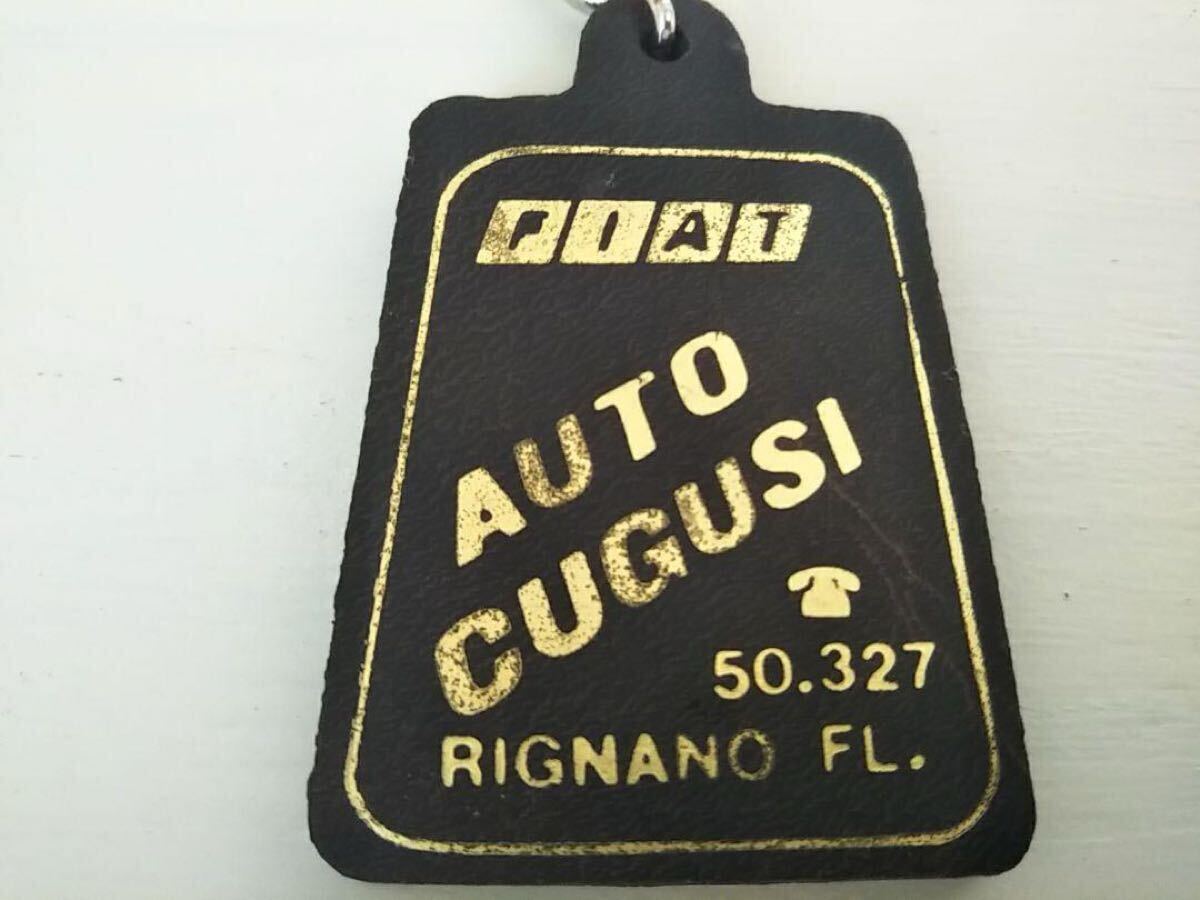 FIAT
AUTO
CUGUSI
50.327
RIGNANO FL.